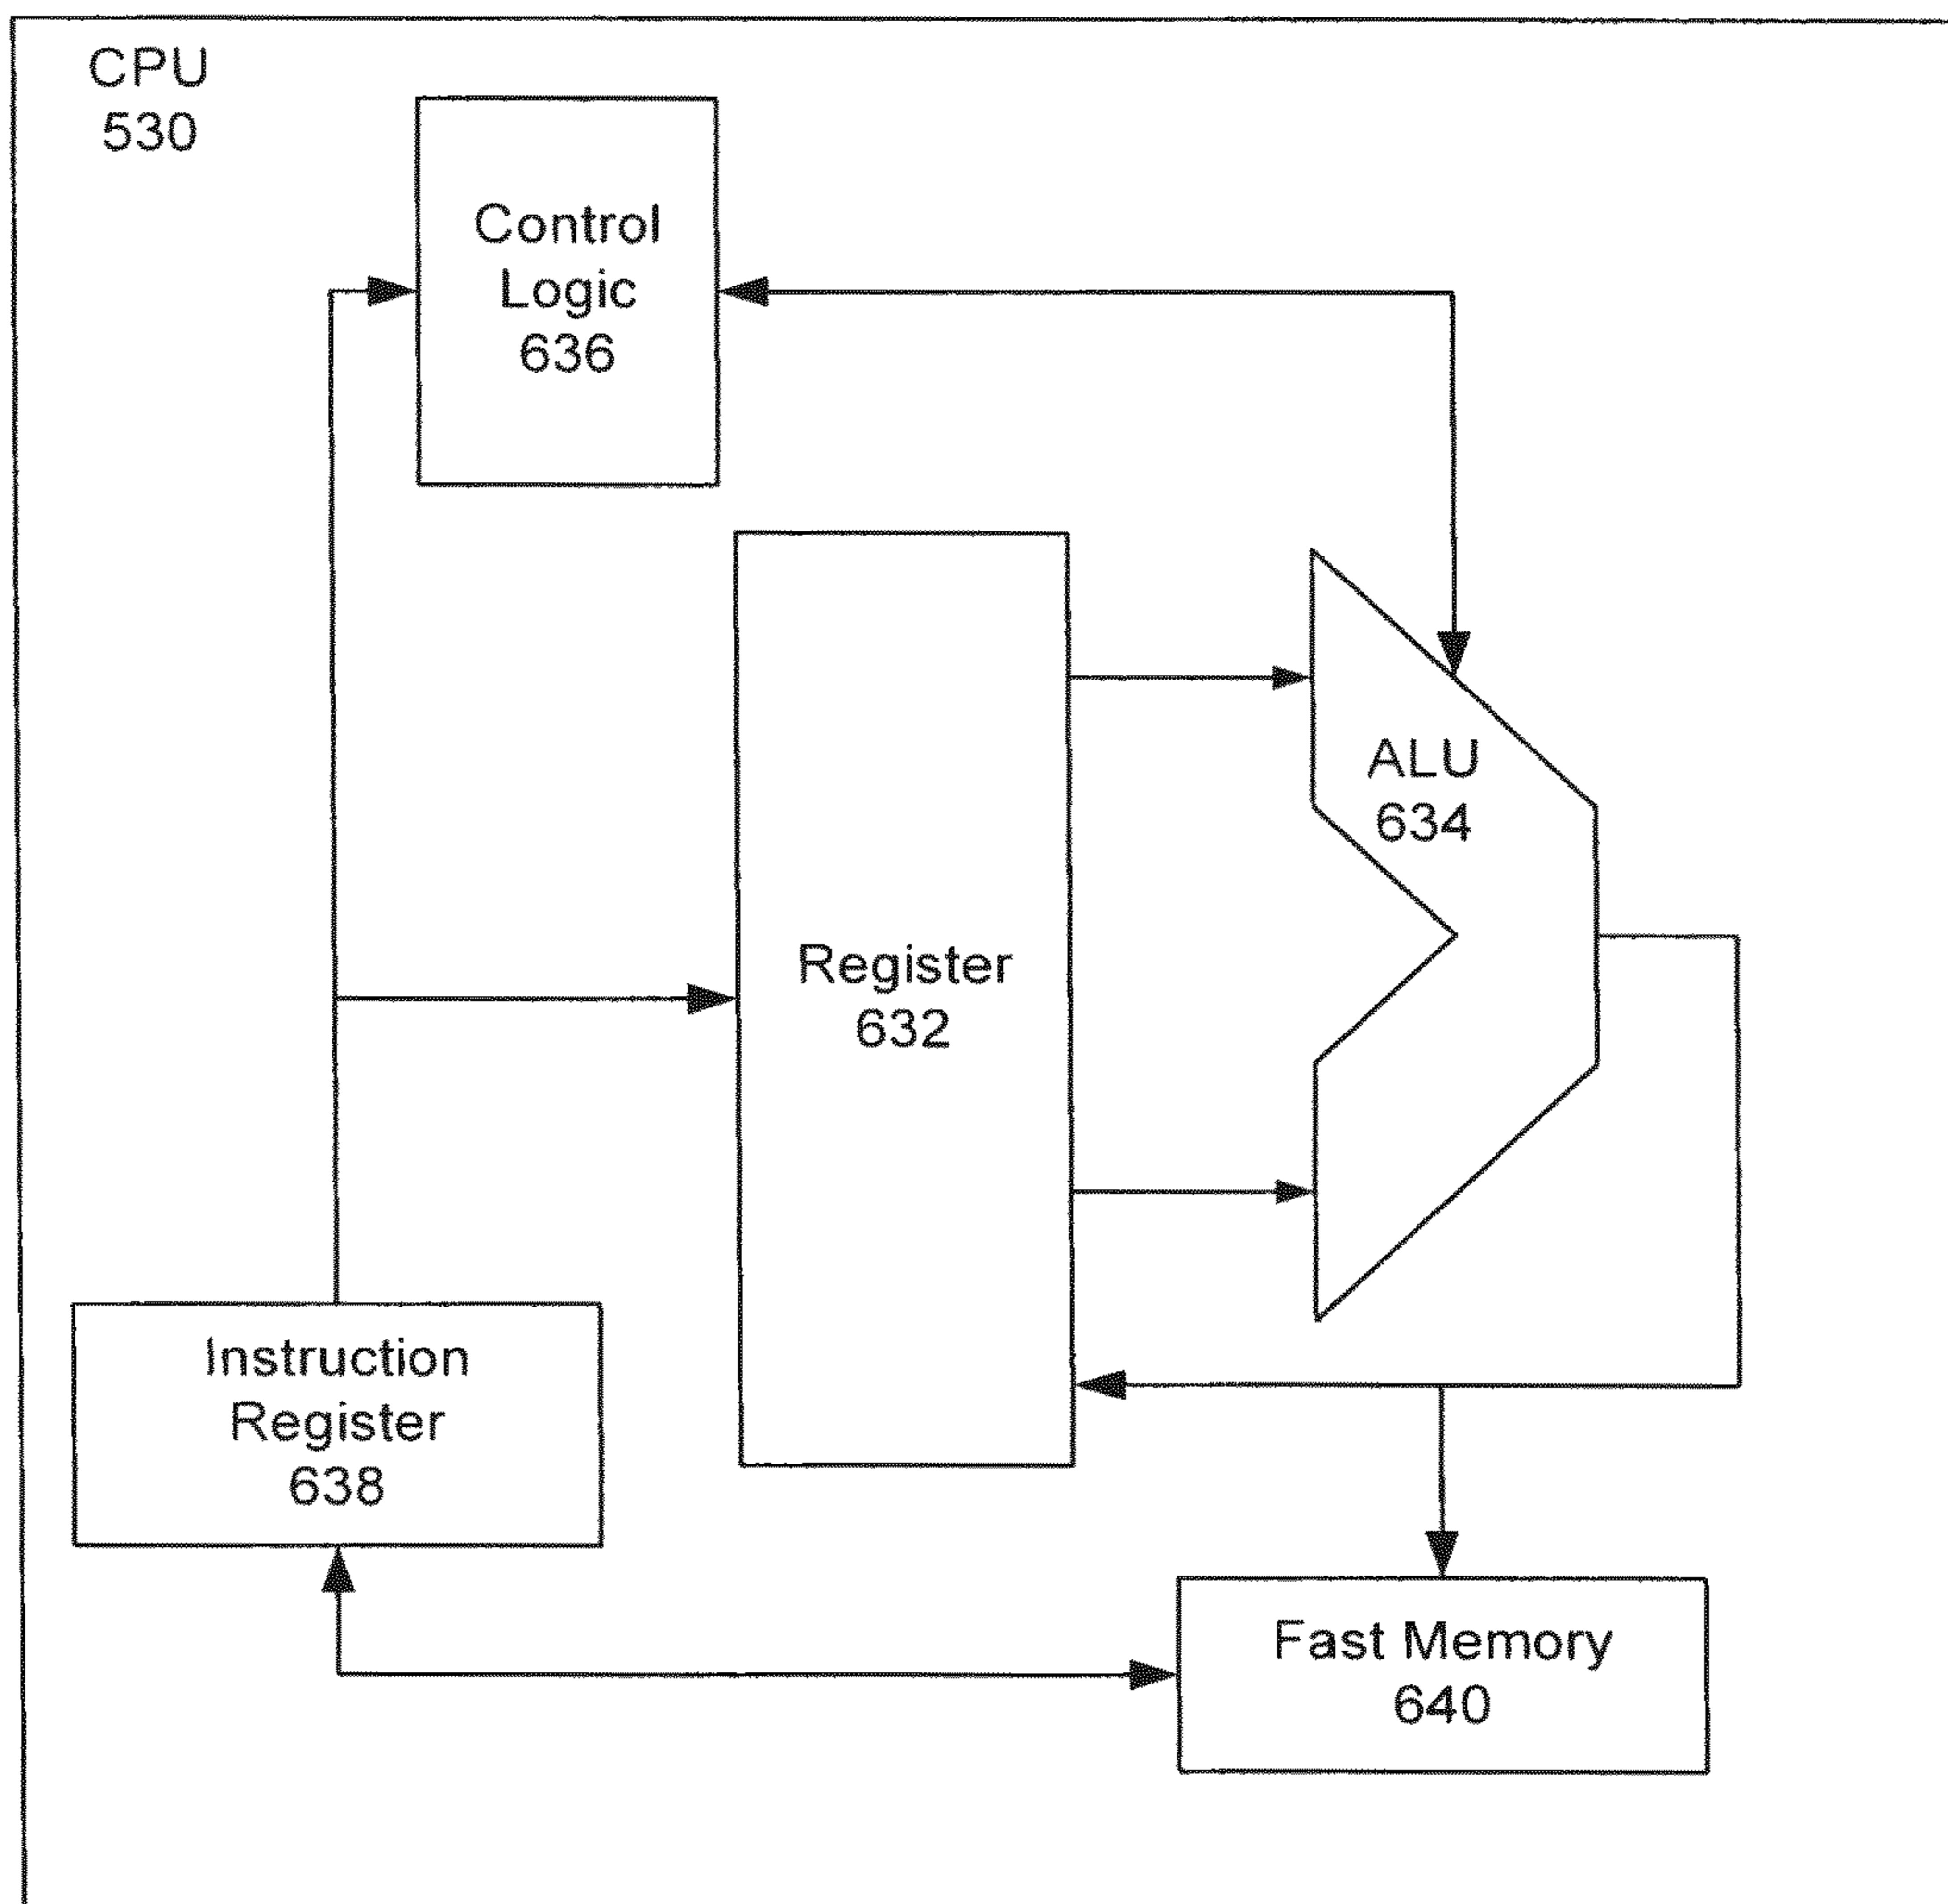 CPU
530
Control
Logic
636
ALU
634
Register
632
Instruction
Register
638
Fast Memory
640